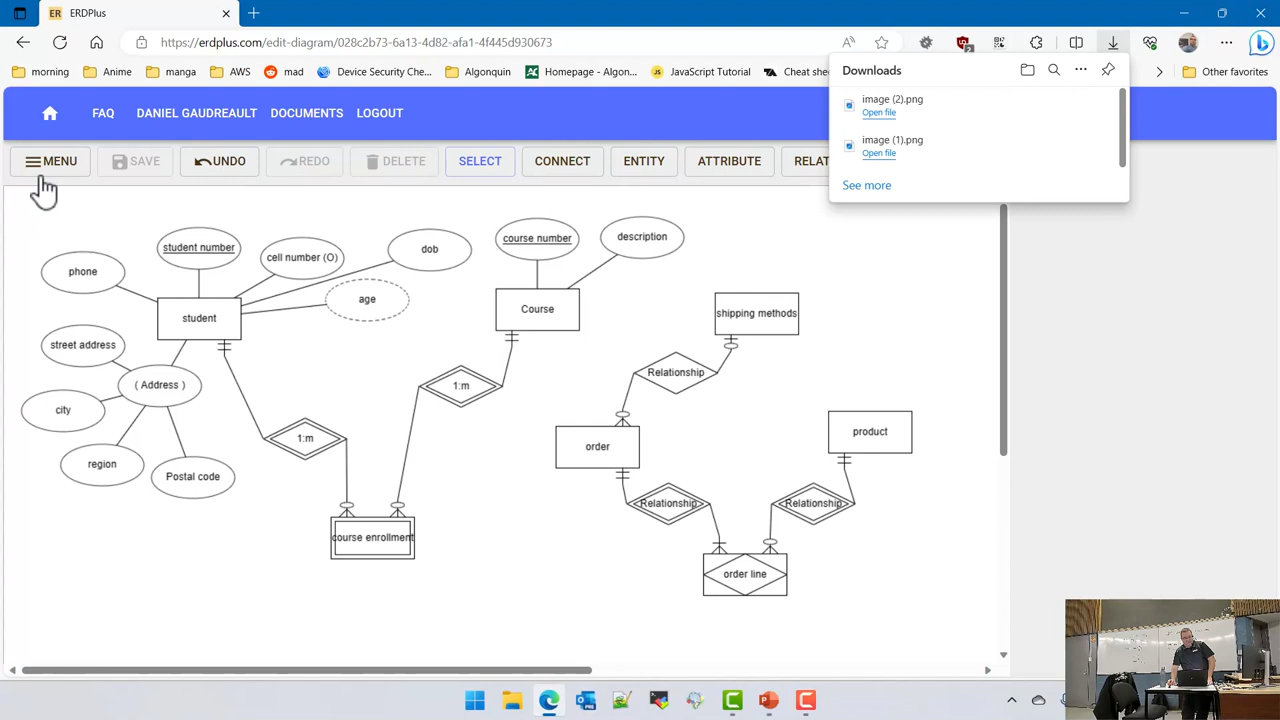 ERDPlus
https://erdplus.com/edit-diagram/028c2b73-6a13-4d82-afa1-4f445d930673
morning
Anime
manga
AWS
mad
Device Security Che...
Algonquin
Homepage - Algon...
JavaScript Tutorial
Cheat shee
Other favorites
Downloads
image (2).png
Open file
image (1).png
Open file
See more
FAQ
DANIEL GAUDREAULT
DOCUMENTS
LOGOUT
MENU
SAVE
UNDO
REDO
DELETE
SELECT
CONNECT
ENTITY
ATTRIBUTE
RELAT
phone
student number
cell number (O)
dob
age
student
street address
( Address )
city
region
Postal code
course number
description
Course
1:m
1:m
course enrollment
shipping methods
Relationship
order
product
Relationship
Relationship
order line